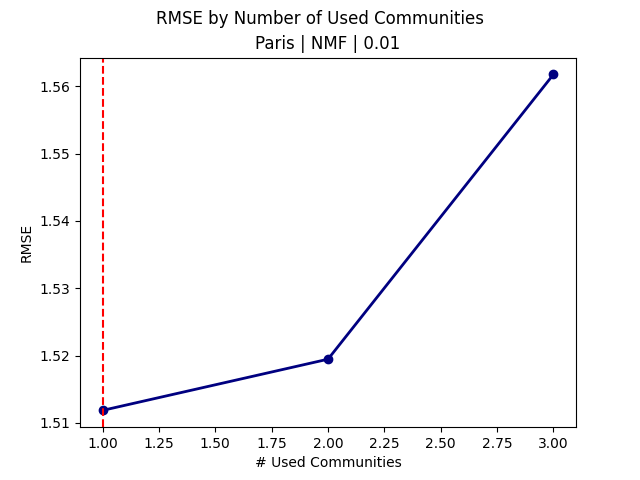 RMSE by Number of Used Communities
Paris | NMF | 0.01
1.56
1.55
1.54
1.53
1.52
1.51
RMSE
1.00 1.25 1.50 1.75 2.00 2.25 2.50 2.75 3.00
# Used Communities